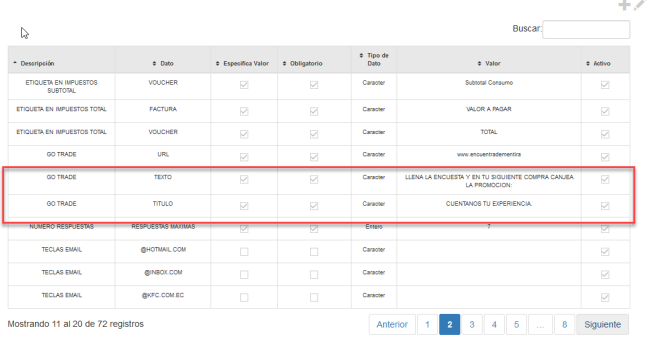 Buscar:
Descripción Dato Especifica Valor Obligatorio Tipo de Dato Valor Activo
ETIQUETA EN IMPUESTOS SUBTOTAL VOUCHER Caracter Subtotal Consumo
ETIQUETA EN IMPUESTOS TOTAL FACTURA Caracter VALOR A PAGAR
ETIQUETA EN IMPUESTOS TOTAL VOUCHER Caracter TOTAL
GO TRADE URL Caracter www.encuentradementira
GO TRADE TEXTO Caracter LLENA LA ENCUESTA Y EN TU SIGUIENTE COMPRA CANJEA LA PROMOCION:
GO TRADE TITULO Caracter CUENTANOS TU EXPERIENCIA.
NUMERO RESPUESTAS RESPUESTAS MAXIMAS Entero 7
TECLAS EMAIL @HOTMAIL.COM Caracter
TECLAS EMAIL @INBOX.COM Caracter
TECLAS EMAIL @KFC.COM.EC Caracter
Mostrando 11 al 20 de 72 registros
Anterior 1 2 3 4 5 ... 8 Siguiente